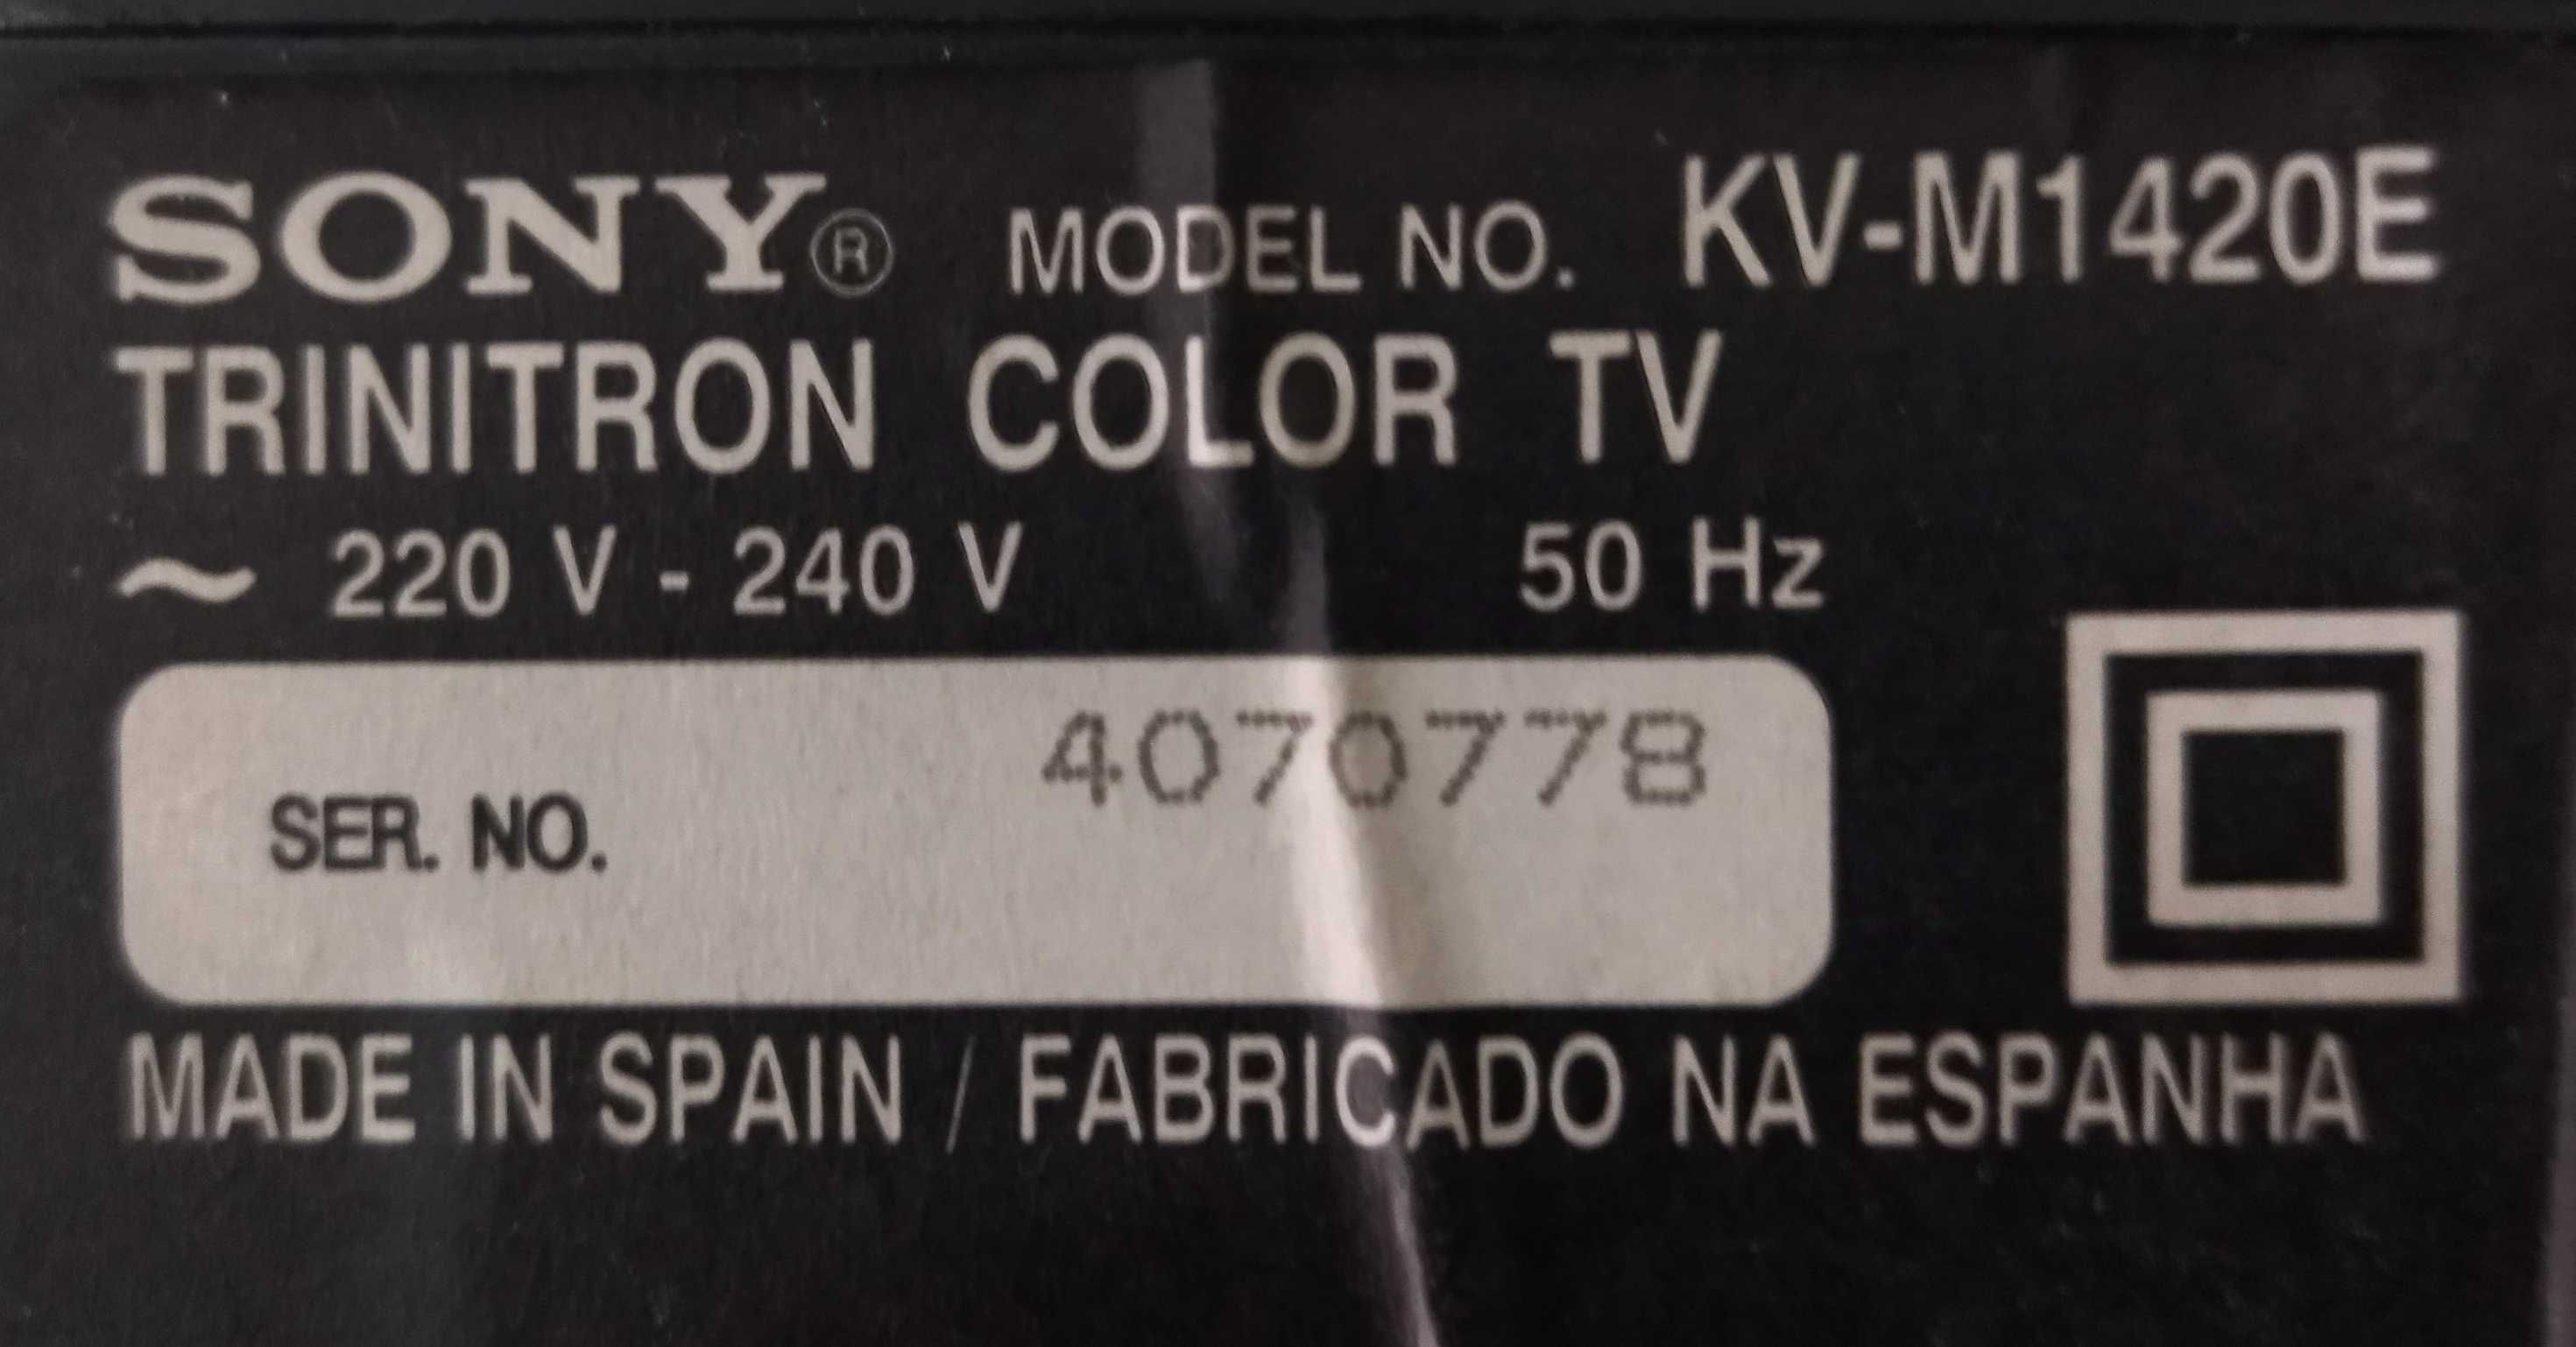 SONY® MODEL NO. KV-M1420E
TRINITRON COLOR TV
~ 220 V - 240 V 50 Hz
4070778
SER. NO.
MADE IN SPAIN / FABRICADO NA ESPANHA